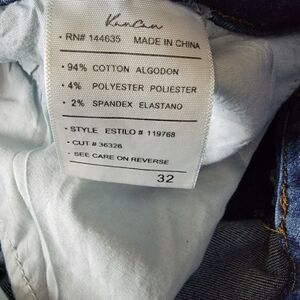 KanCan
· RN# 144635 MADE IN CHINA
· 94% COTTON ALGODON
· 4% POLYESTER POLIESTER
· 2% SPANDEX ELASTANO
· STYLE ESTILO # 119768
· CUT # 36326
· SEE CARE ON REVERSE
32